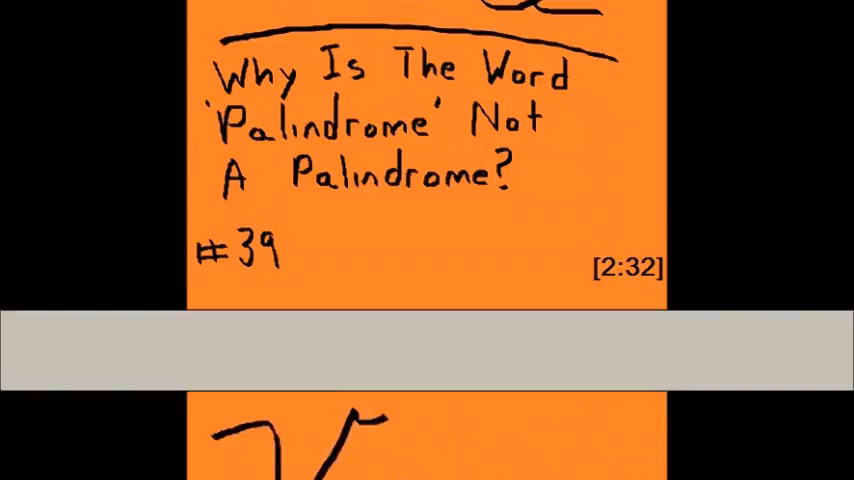 Why Is The Word
'Palindrome' Not
A Palindrome?
#39
[2:32]